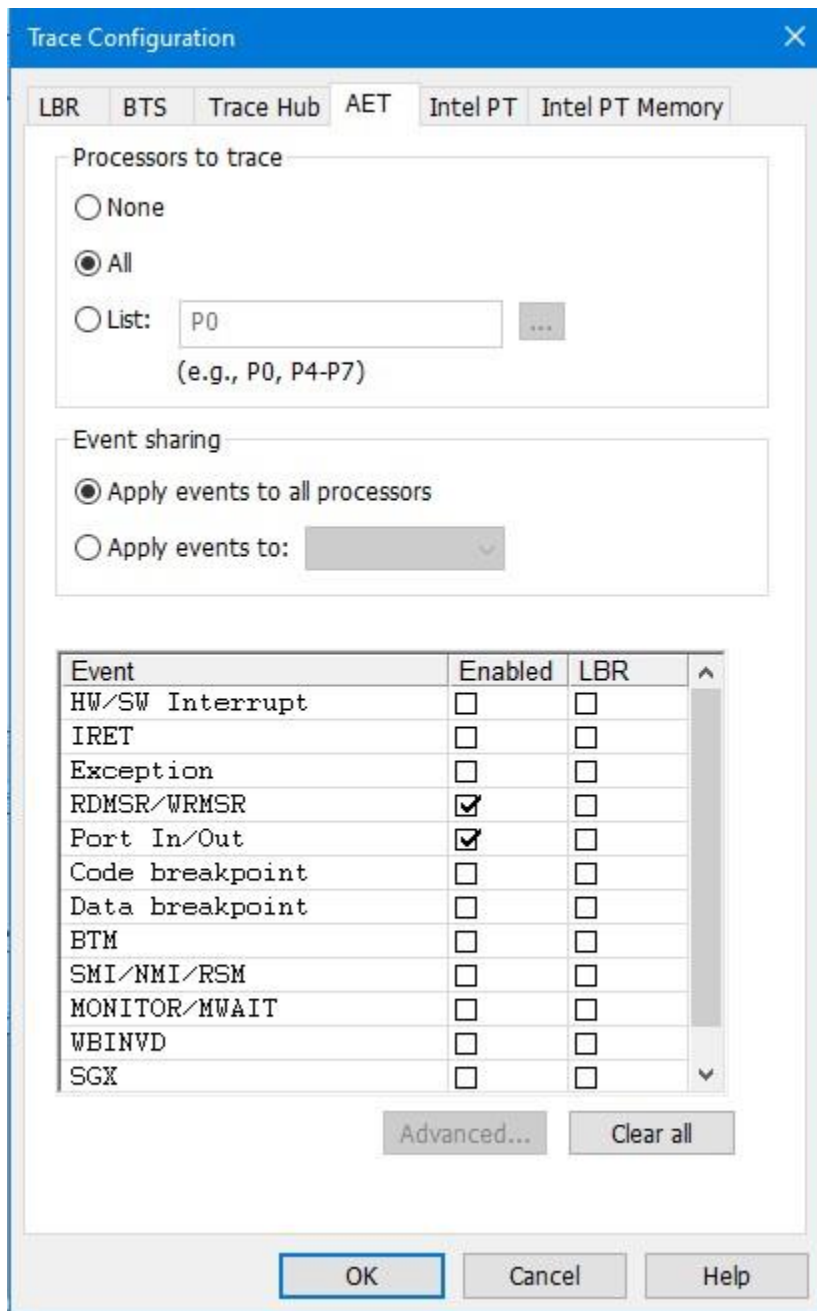 Trace Configuration
LBR BTS Trace Hub AET Intel PT Intel PT Memory
Processors to trace
None
All
List: P0 ...
(e.g., P0, P4-P7)
Event sharing
Apply events to all processors
Apply events to:
Event Enabled LBR
HW/SW Interrupt
IRET
Exception
RDMSR/WRMSR
Port In/Out
Code breakpoint
Data breakpoint
BTM
SMI/NMI/RSM
MONITOR/MWAIT
WBINVD
SGX
Advanced... Clear all
OK Cancel Help